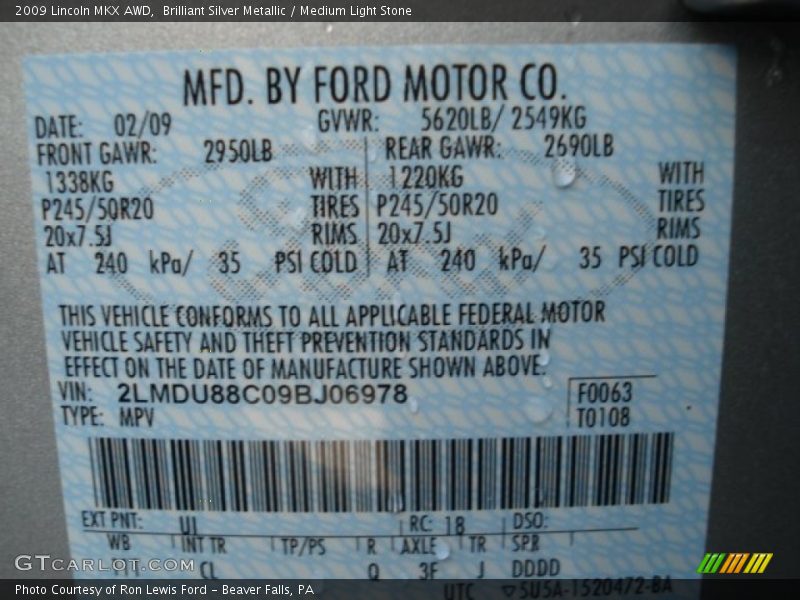 2009 Lincoln MKX AWD, Brilliant Silver Metallic / Medium Light Stone
MFD. BY FORD MOTOR CO.
DATE: 02/09 GVWR: 5620LB/ 2549KG
FRONT GAWR: 2950LB REAR GAWR: 2690LB
1338KG WITH 1220KG WITH
P245/50R20 TIRES P245/50R20 TIRES
20x7.5J RIMS 20x7.5J RIMS
AT 240 kPa/ 35 PSI COLD AT 240 kPa/ 35 PSI COLD
THIS VEHICLE CONFORMS TO ALL APPLICABLE FEDERAL MOTOR
VEHICLE SAFETY AND THEFT PREVENTION STANDARDS IN
EFFECT ON THE DATE OF MANUFACTURE SHOWN ABOVE.
VIN: 2LMDU88C09BJ06978 F0063
TYPE: MPV T0108
EXT PNT: UI RC: 18 DSO:
WB INT TR TP/PS R AXLE TR SPR
CL Q 3F J DDDD
UTC ▽5U5A-1520472-BA
GTCarlot.com
Photo Courtesy of Ron Lewis Ford - Beaver Falls, PA